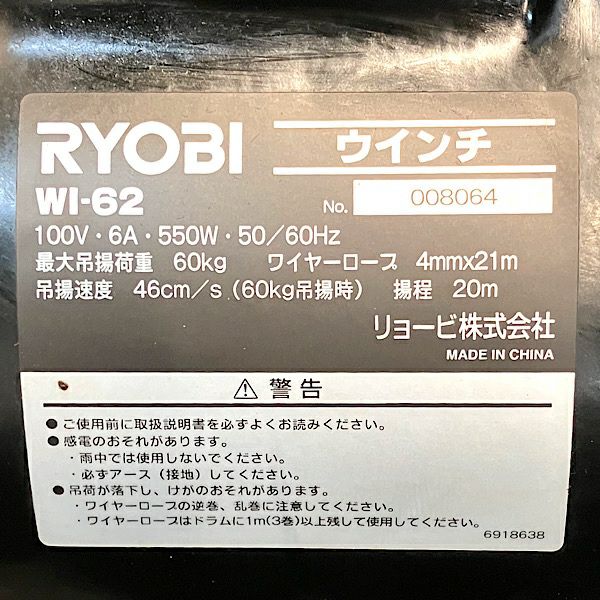 RYOBI ウインチ
WI-62 No. 008064
100V・6A・550W・50/60Hz
最大吊揚荷重 60kg ワイヤーロープ 4mmx21m
吊揚速度 46cm/s（60kg吊揚時） 揚程 20m
リョービ株式会社
MADE IN CHINA
⚠ 警告
●ご使用前に取扱説明書を必ずよくお読みください。
●感電のおそれがあります。
・雨中では使用しないでください。
・必ずアース（接地）してください。
●吊荷が落下し、けがのおそれがあります。
・ワイヤーロープの逆巻、乱巻に注意してください。
・ワイヤーロープはドラムに1m(3巻)以上残して使用してください。
6918638